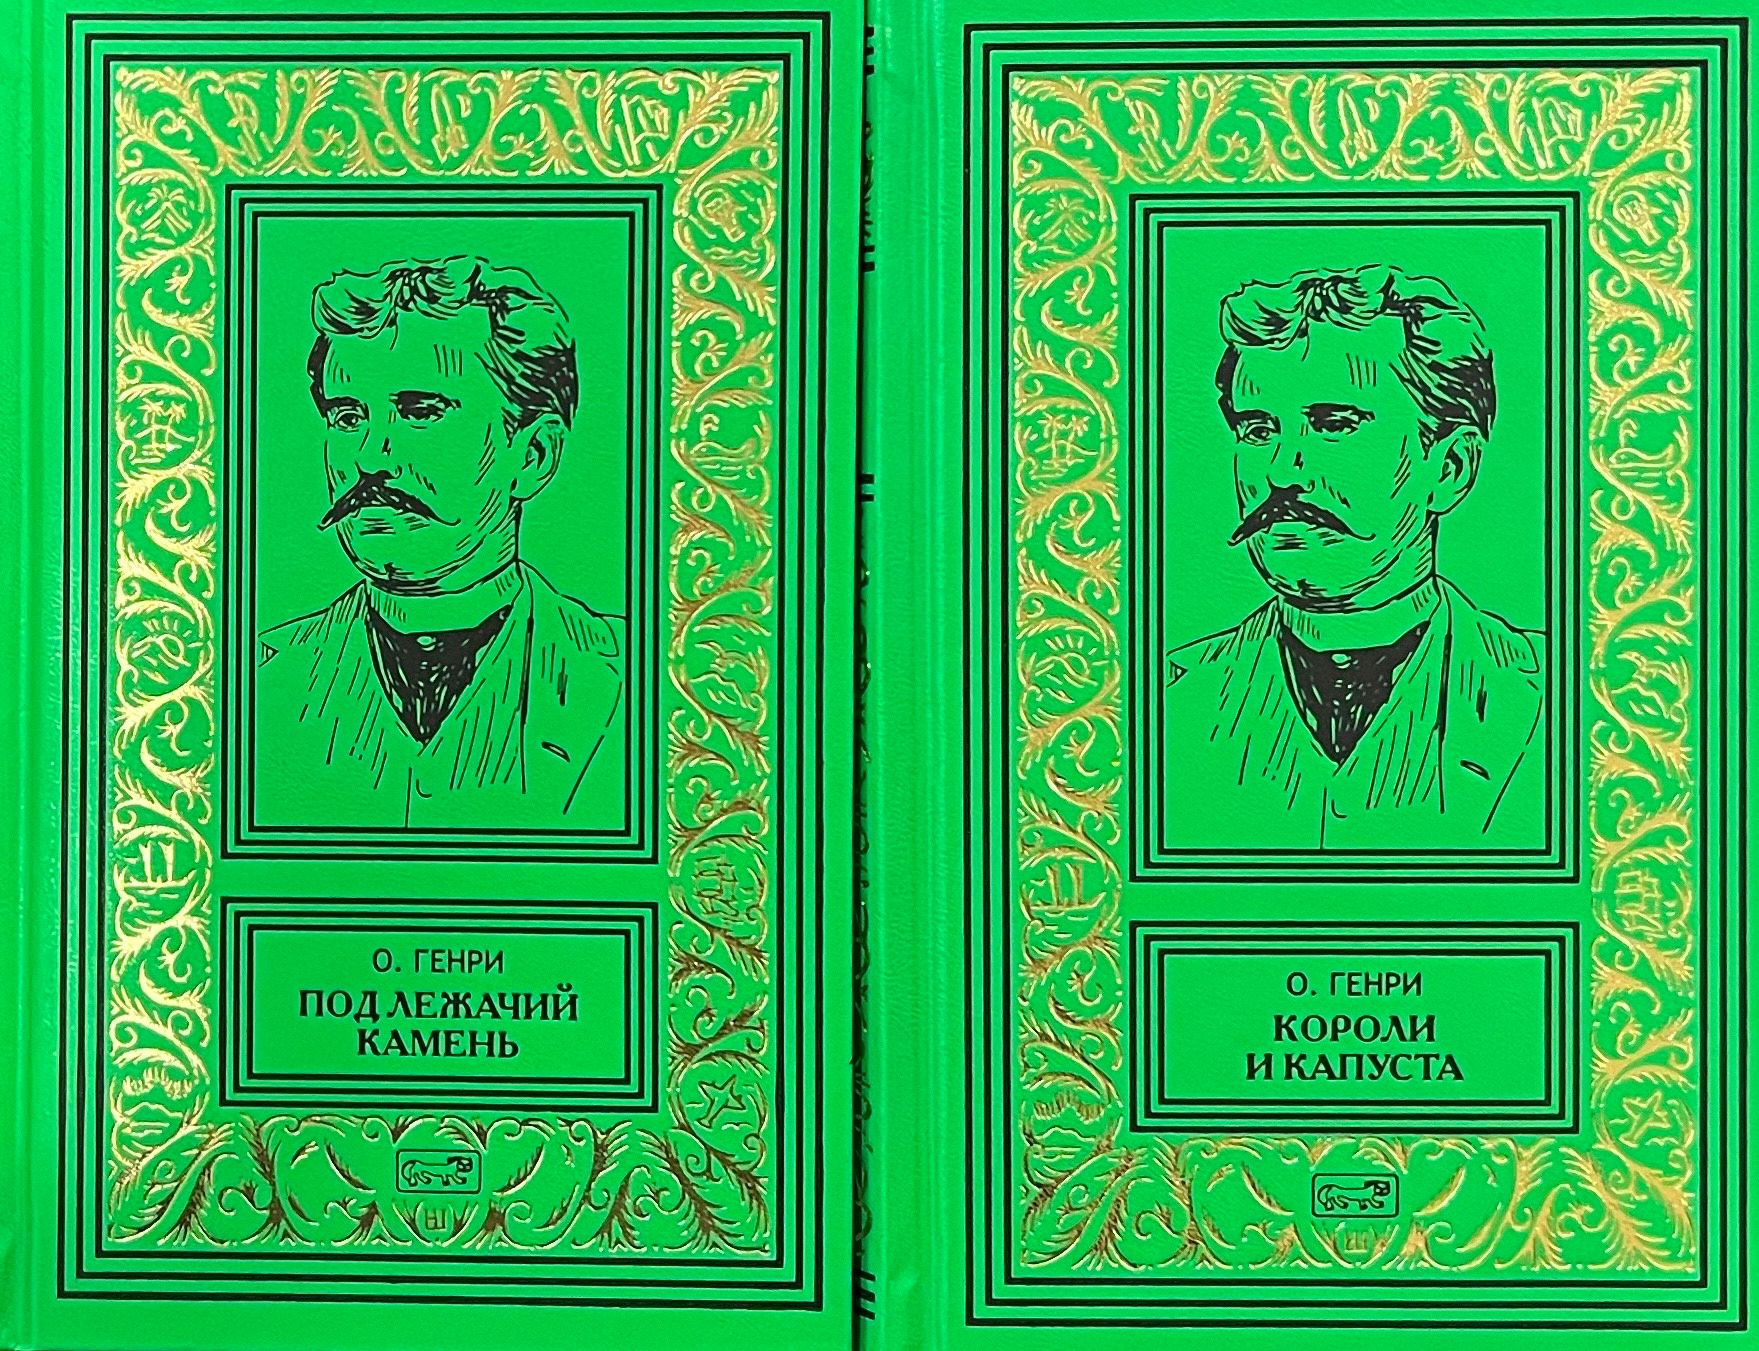 О. ГЕНРИ
ПОД ЛЕЖАЧИЙ
КАМЕНЬ
О. ГЕНРИ
КОРОЛИ
И КАПУСТА